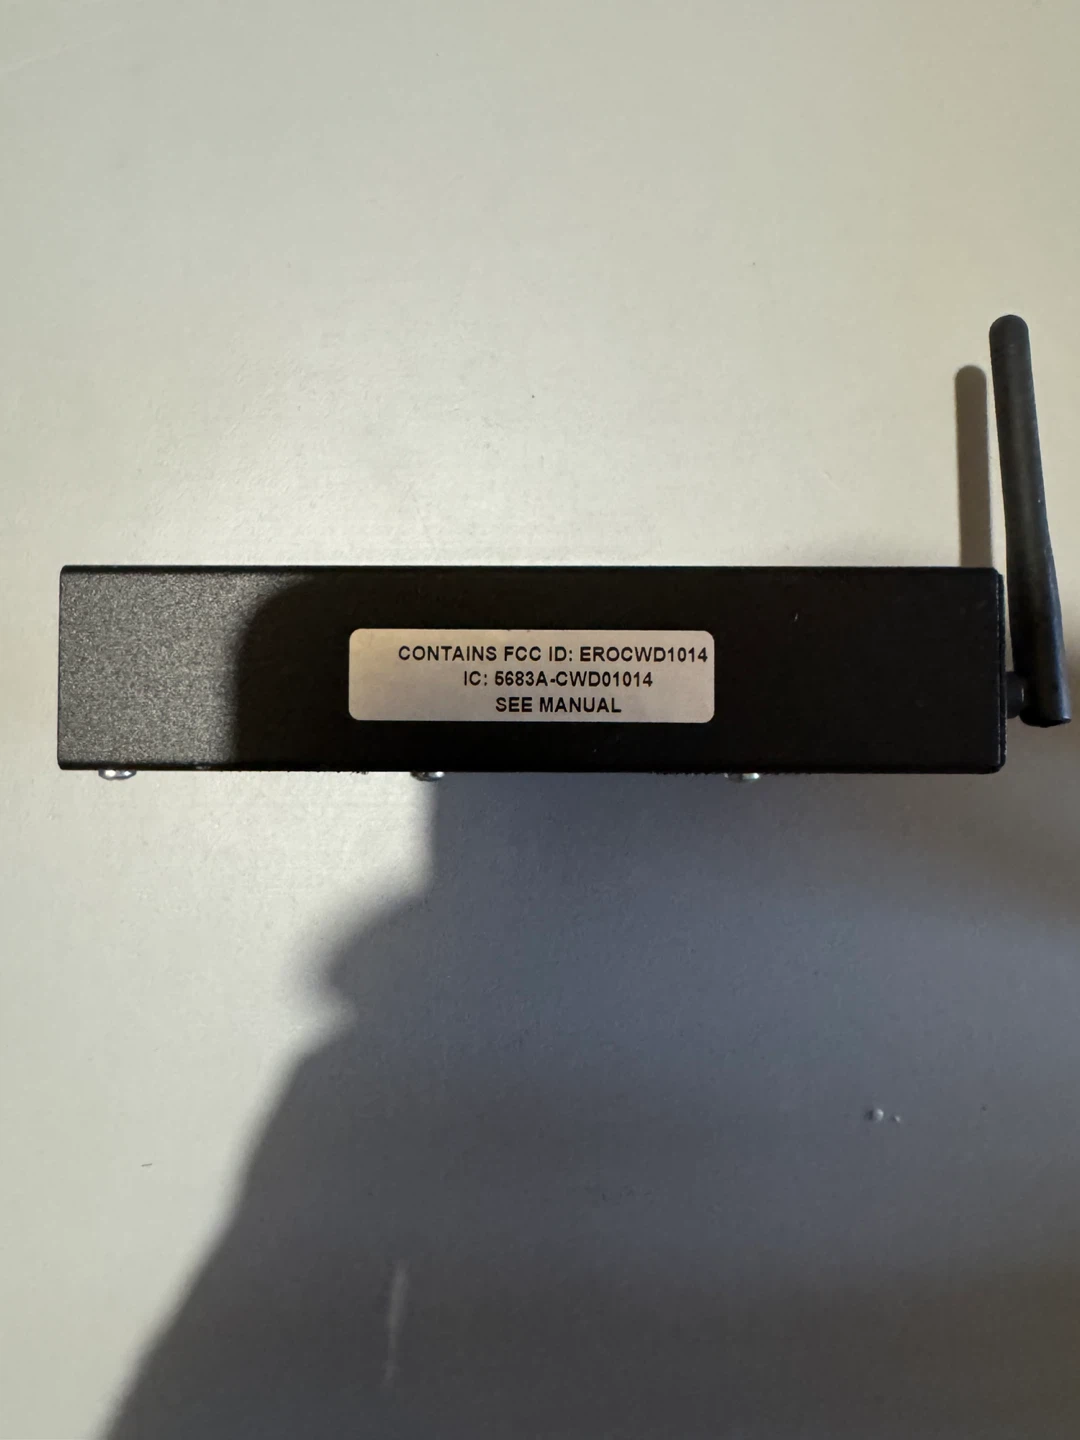 CONTAINS FCC ID: EROCWD1014
IC: 5683A-CWD01014
SEE MANUAL